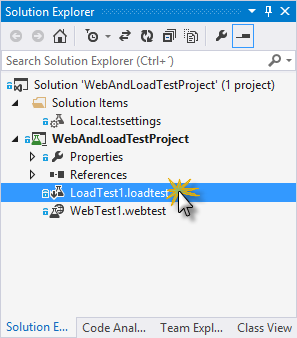 Solution Explorer
Search Solution Explorer (Ctrl+´)
Solution 'WebAndLoadTestProject' (1 project)
Solution Items
Local.testsettings
WebAndLoadTestProject
Properties
References
LoadTest1.loadtest
WebTest1.webtest
Solution E... Code Anal... Team Expl... Class View